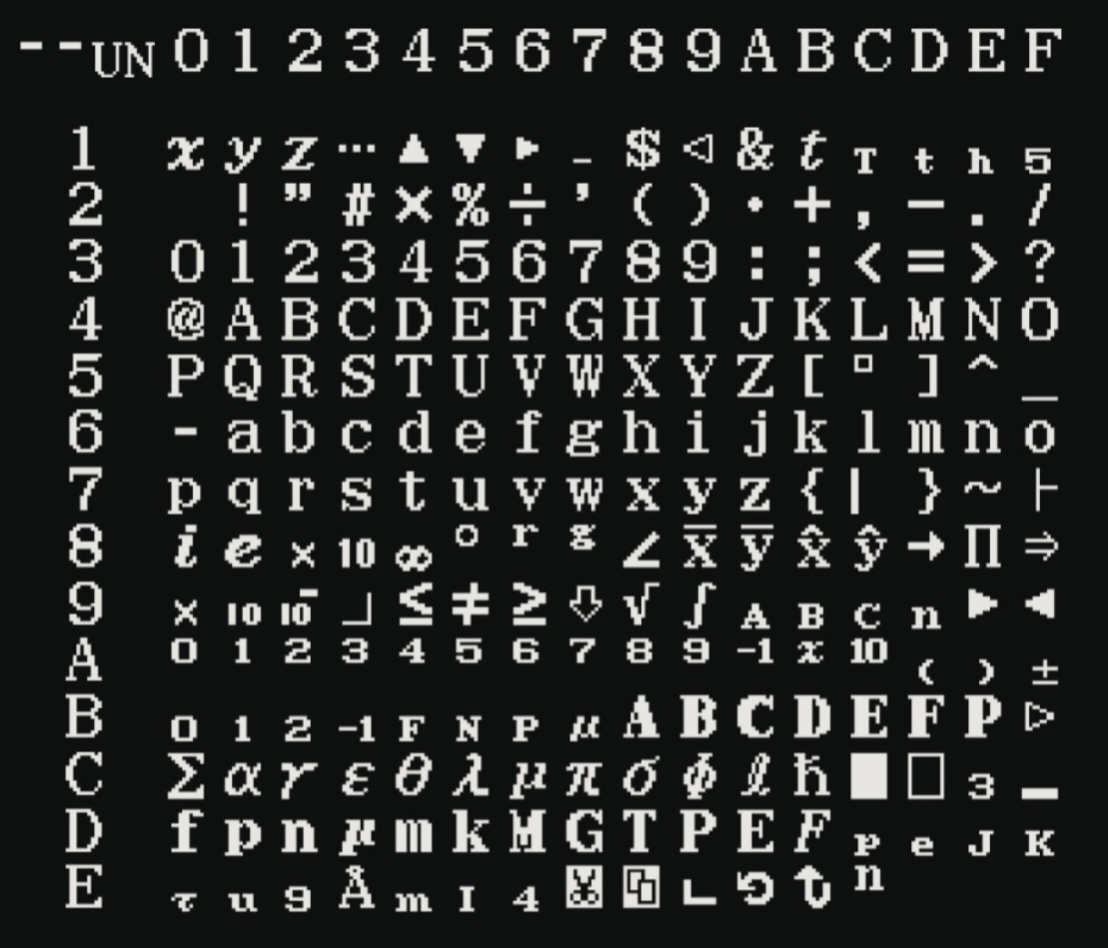 --UN 0 1 2 3 4 5 6 7 8 9 A B C D E F
1 x y z … ▲ ▼ ▶ _ $ ◁ & t T t h 5
2 ! " # × % ÷ ' ( ) · + , − . /
3 0 1 2 3 4 5 6 7 8 9 : ; < = > ?
4 @ A B C D E F G H I J K L M N O
5 P Q R S T U V W X Y Z [ ▫ ] ^ _
6 - a b c d e f g h i j k l m n o
7 p q r s t u v w x y z { | } ~ ⊦
8 i e × 10 ∞ ° r g ∠ x̅ y̅ x̂ ŷ → ∏ ⇒
9 × 10 10⁻ ┘ ≤ ≠ ≥ ⇩ √ ∫ A B C n ▶ ◀
A 0 1 2 3 4 5 6 7 8 9 -1 x 10 ( ) ±
B 0 1 2 -1 F N P μ A B C D E F P ▷
C Σ α γ ε θ λ μ π σ Φ ℓ ħ █ ▯ 3 ▂
D f p n μ m k M G T P E F P e J K
E τ u 9 Å m I 4 ✂ ⧉ ∟ ⟲ ↻ n